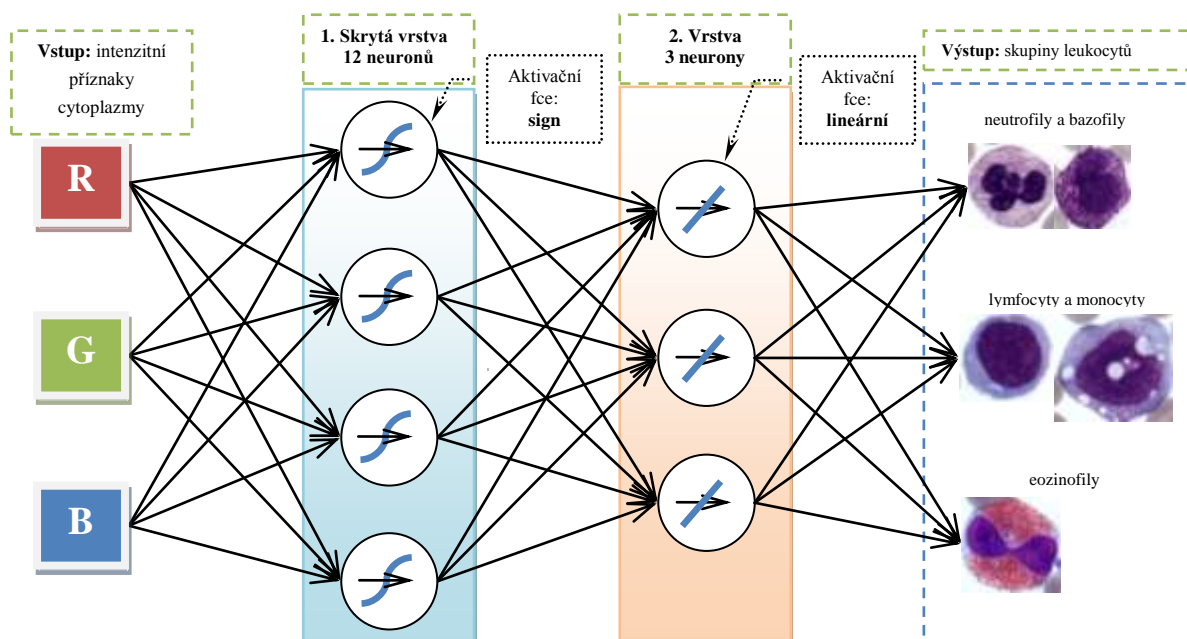 Vstup: intenzitní
příznaky
cytoplazmy
R
G
B
1. Skrytá vrstva
12 neuronů
Aktivační
fce:
sign
2. Vrstva
3 neurony
Aktivační
fce:
lineární
Výstup: skupiny leukocytů
neutrofily a bazofily
lymfocyty a monocyty
eozinofily